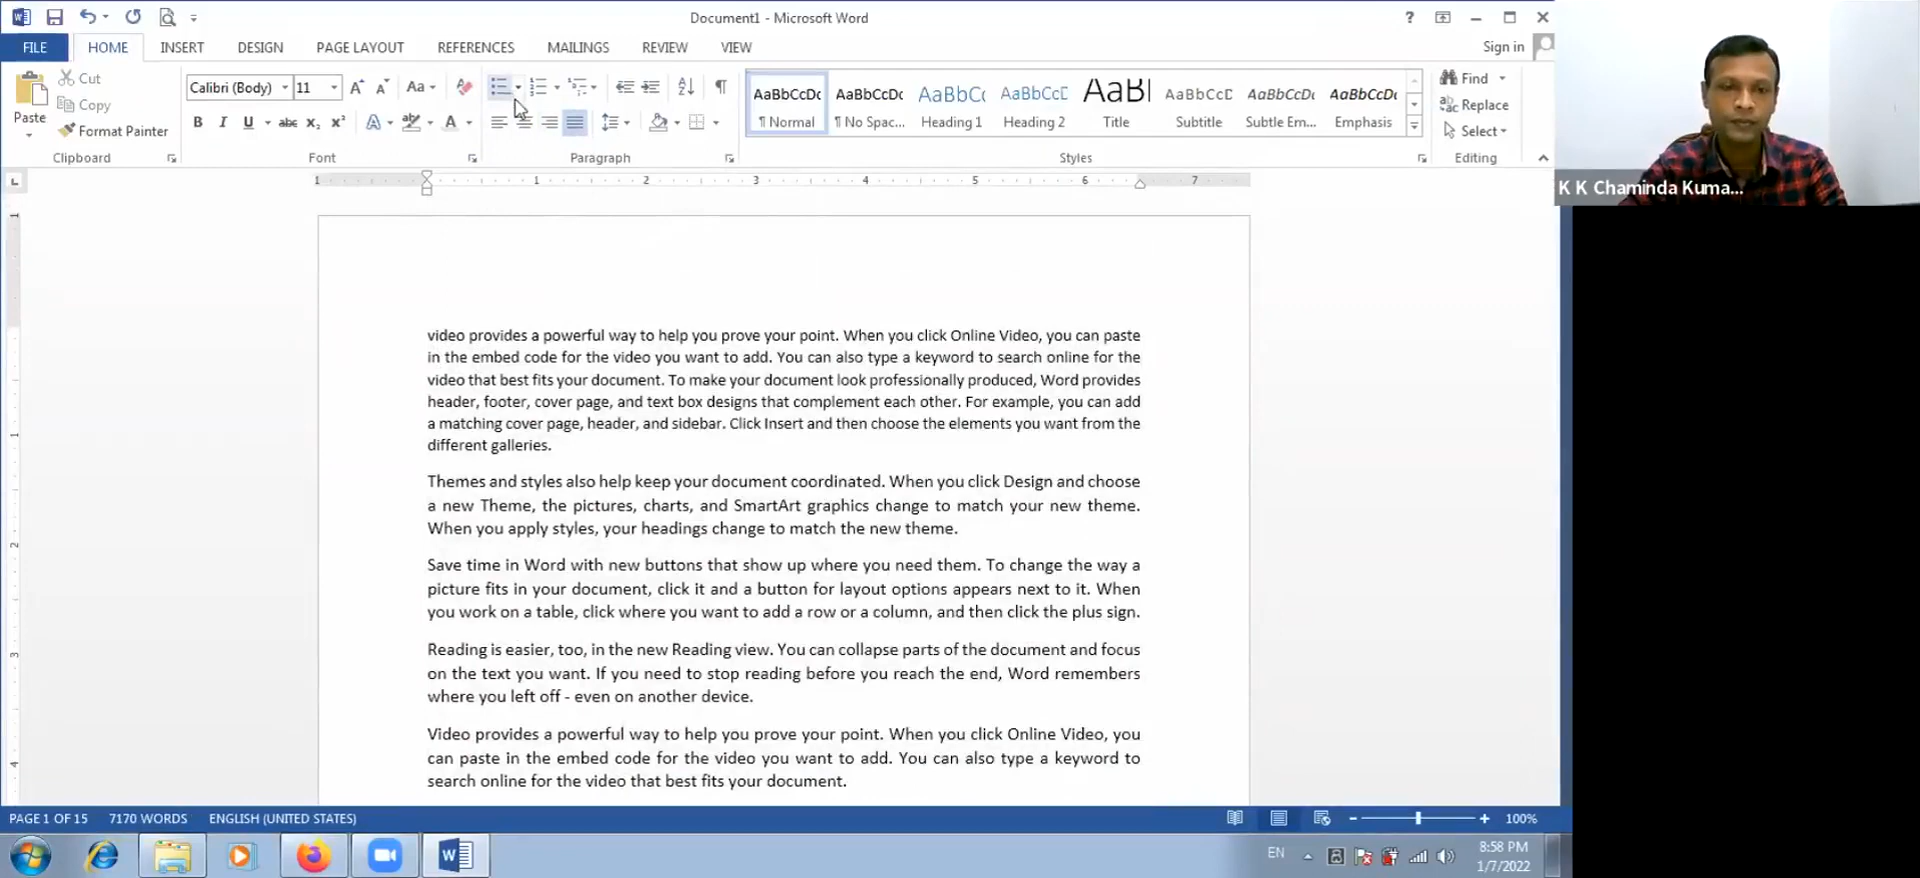 Document1 - Microsoft Word
?
FILE HOME INSERT DESIGN PAGE LAYOUT REFERENCES MAILINGS REVIEW VIEW
Sign in
Paste
Cut
Copy
Format Painter
Clipboard
Calibri (Body) 11
Aa
B I U abc x₂ x² A A
Font
Paragraph
AaBbCcDc ¶ Normal
AaBbCcDc ¶ No Spac...
AaBbC( Heading 1
AaBbCcD Heading 2
AaB Title
AaBbCcD Subtitle
AaBbCcDc Subtle Em...
AaBbCcDc Emphasis
Styles
Find
Replace
Select
Editing
K K Chaminda Kuma...
1 1 2 3 4 5 6 7
video provides a powerful way to help you prove your point. When you click Online Video, you can paste
in the embed code for the video you want to add. You can also type a keyword to search online for the
video that best fits your document. To make your document look professionally produced, Word provides
header, footer, cover page, and text box designs that complement each other. For example, you can add
a matching cover page, header, and sidebar. Click Insert and then choose the elements you want from the
different galleries.
Themes and styles also help keep your document coordinated. When you click Design and choose
a new Theme, the pictures, charts, and SmartArt graphics change to match your new theme.
When you apply styles, your headings change to match the new theme.
Save time in Word with new buttons that show up where you need them. To change the way a
picture fits in your document, click it and a button for layout options appears next to it. When
you work on a table, click where you want to add a row or a column, and then click the plus sign.
Reading is easier, too, in the new Reading view. You can collapse parts of the document and focus
on the text you want. If you need to stop reading before you reach the end, Word remembers
where you left off - even on another device.
Video provides a powerful way to help you prove your point. When you click Online Video, you
can paste in the embed code for the video you want to add. You can also type a keyword to
search online for the video that best fits your document.
PAGE 1 OF 15 7170 WORDS ENGLISH (UNITED STATES)
100%
EN
8:58 PM
1/7/2022